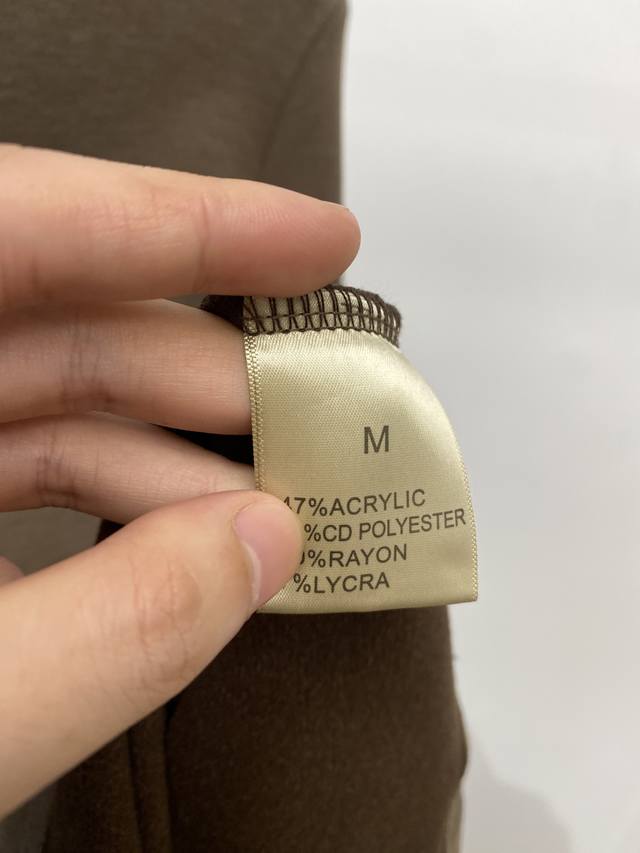 M
47%ACRYLIC
%CD POLYESTER
%RAYON
%LYCRA